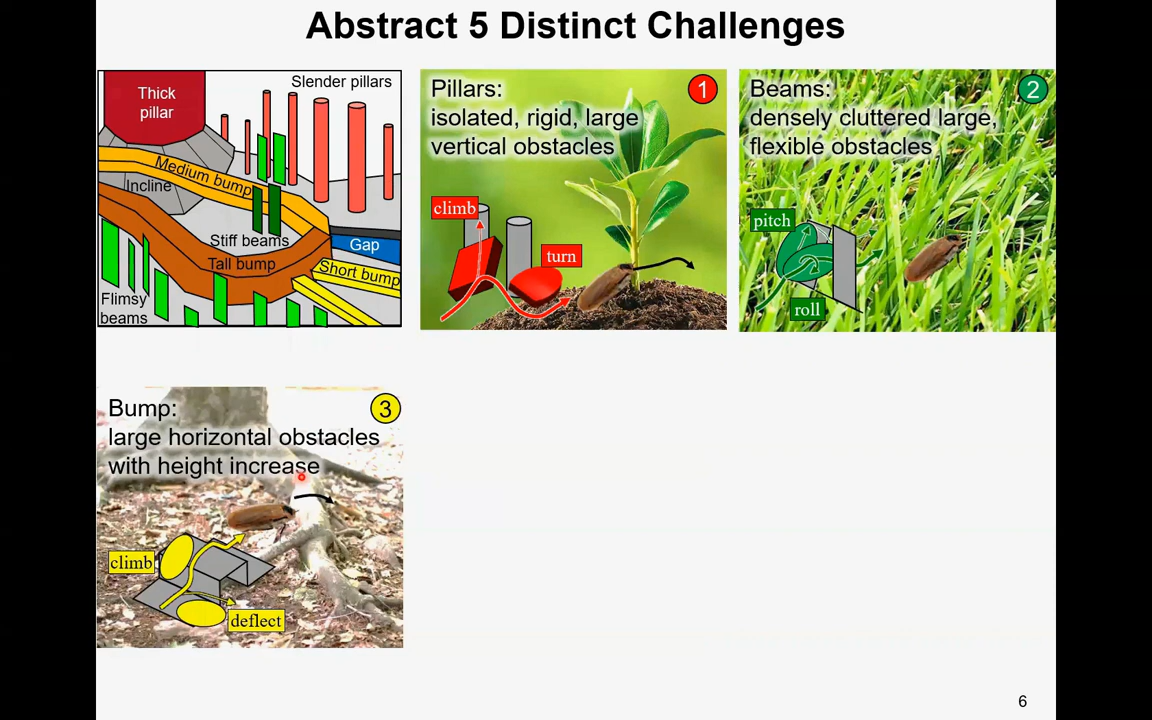 Abstract 5 Distinct Challenges
Thick
pillar
Slender pillars
Medium bump
Incline
Stiff beams
Gap
Tall bump
Short bump
Flimsy
beams
Pillars:
isolated, rigid, large
vertical obstacles
1
climb
turn
Beams:
densely cluttered large,
flexible obstacles
2
pitch
roll
Bump:
large horizontal obstacles
with height increase
3
climb
deflect
6